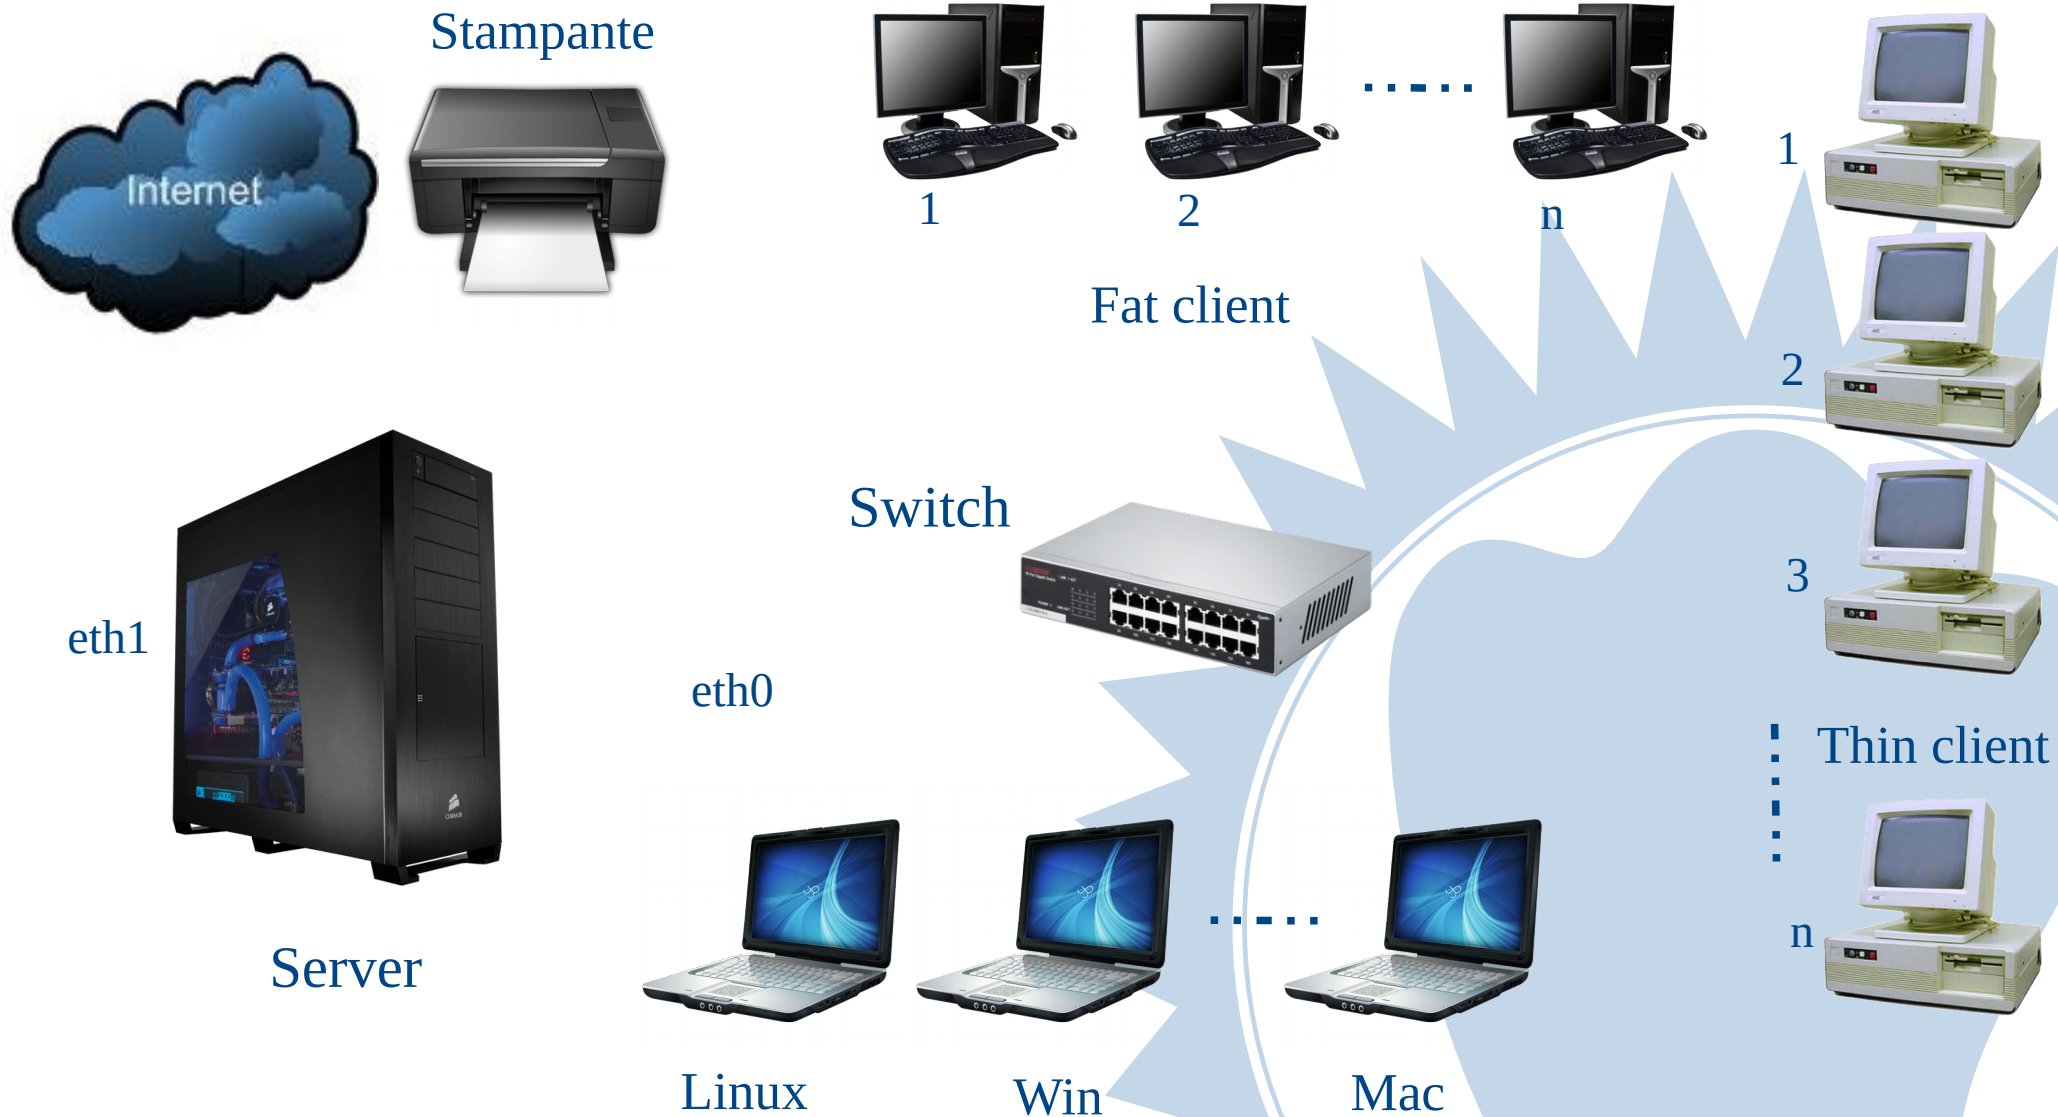 Stampante
Internet
1
2
n
1
Fat client
2
Switch
3
eth1
eth0
Thin client
n
Server
Linux
Win
Mac